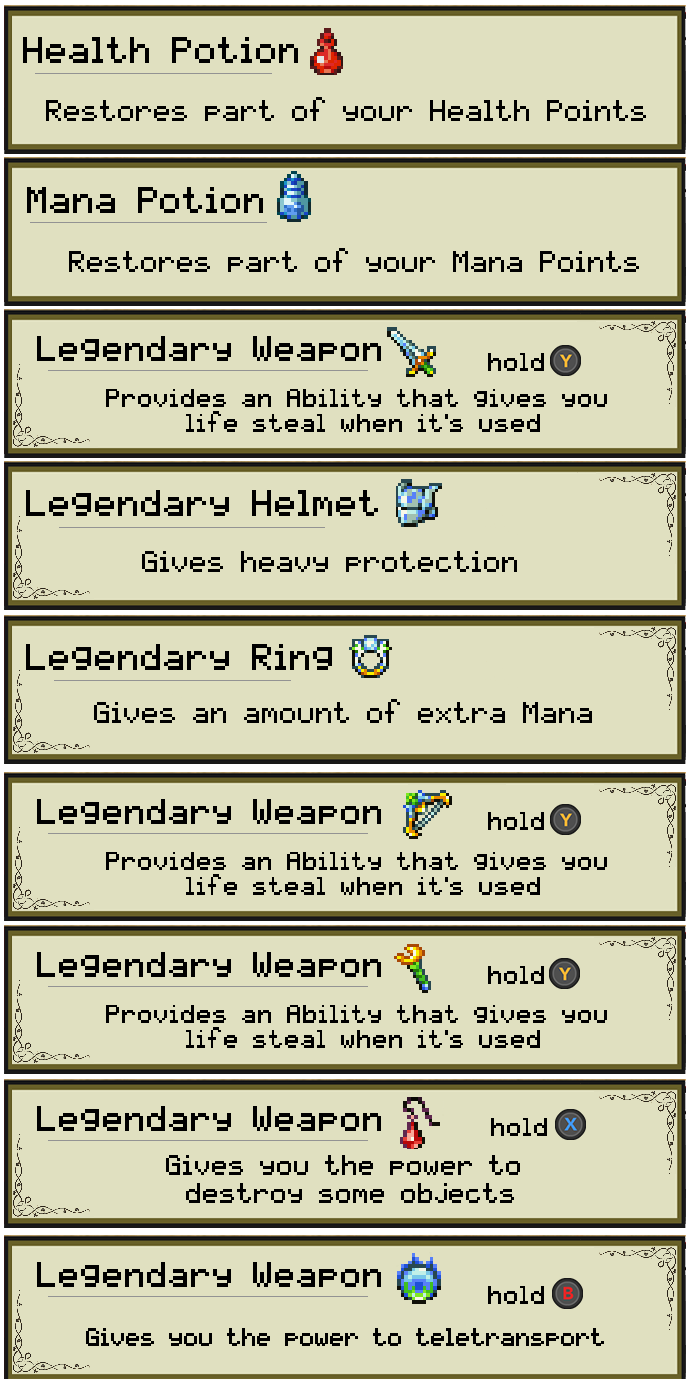 Health Potion
Restores part of your Health Points
Mana Potion
Restores part of your Mana Points
Legendary Weapon hold Y
Provides an Ability that gives you
life steal when it's used
Legendary Helmet
Gives heavy protection
Legendary Ring
Gives an amount of extra Mana
Legendary Weapon hold Y
Provides an Ability that gives you
life steal when it's used
Legendary Weapon hold Y
Provides an Ability that gives you
life steal when it's used
Legendary Weapon hold X
Gives you the power to
destroy some objects
Legendary Weapon hold B
Gives you the power to teletransport